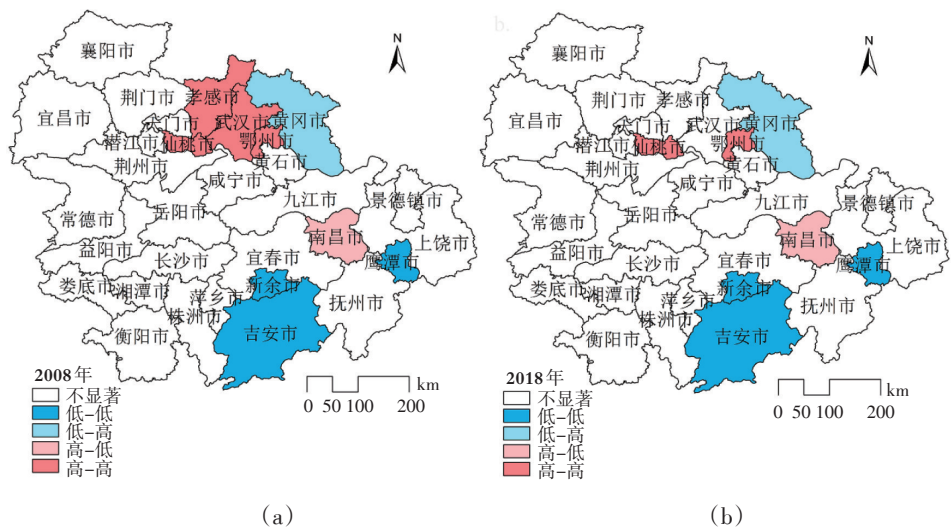 N
襄阳市
荆门市
孝感市
宜昌市
天门市
武汉市
黄冈市
潜江市
仙桃市
鄂州市
荆州市
黄石市
咸宁市
九江市
景德镇市
常德市
岳阳市
南昌市
上饶市
益阳市
长沙市
宜春市
鹰潭市
娄底市
湘潭市
萍乡市
新余市
抚州市
株洲市
衡阳市
吉安市
2008年
不显著
低-低
低-高
高-低
高-高
km
0 50 100 200
(a)
b.
N
襄阳市
荆门市
孝感市
宜昌市
天门市
武汉市
黄冈市
潜江市
仙桃市
鄂州市
荆州市
黄石市
咸宁市
九江市
景德镇市
常德市
岳阳市
南昌市
上饶市
益阳市
长沙市
宜春市
鹰潭市
娄底市
湘潭市
萍乡市
新余市
抚州市
株洲市
衡阳市
吉安市
2018年
不显著
低-低
低-高
高-低
高-高
km
0 50 100 200
(b)